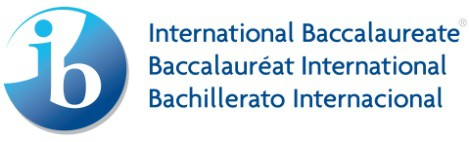 ib
International Baccalaureate®
Baccalauréat International
Bachillerato Internacional